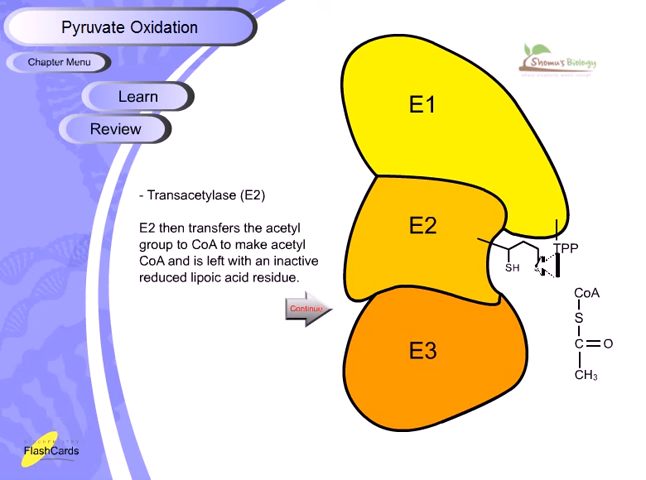 Pyruvate Oxidation
Chapter Menu
Learn
Review
Shomu's Biology
- Transacetylase (E2)
E2 then transfers the acetyl
group to CoA to make acetyl
CoA and is left with an inactive
reduced lipoic acid residue.
Continue
E1
E2
E3
TPP
SH
CoA
S
C=O
CH3
FlashCards